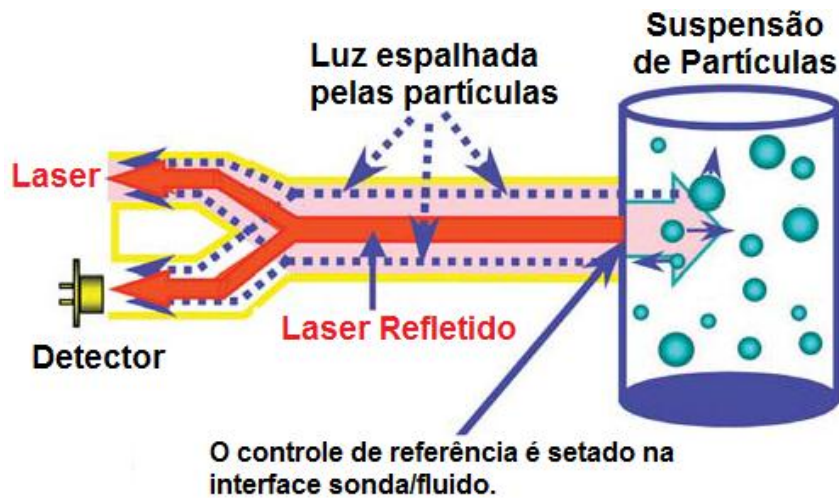 Suspensão
de Partículas
Luz espalhada
pelas partículas
Laser
Laser Refletido
Detector
O controle de referência é setado na
interface sonda/fluido.